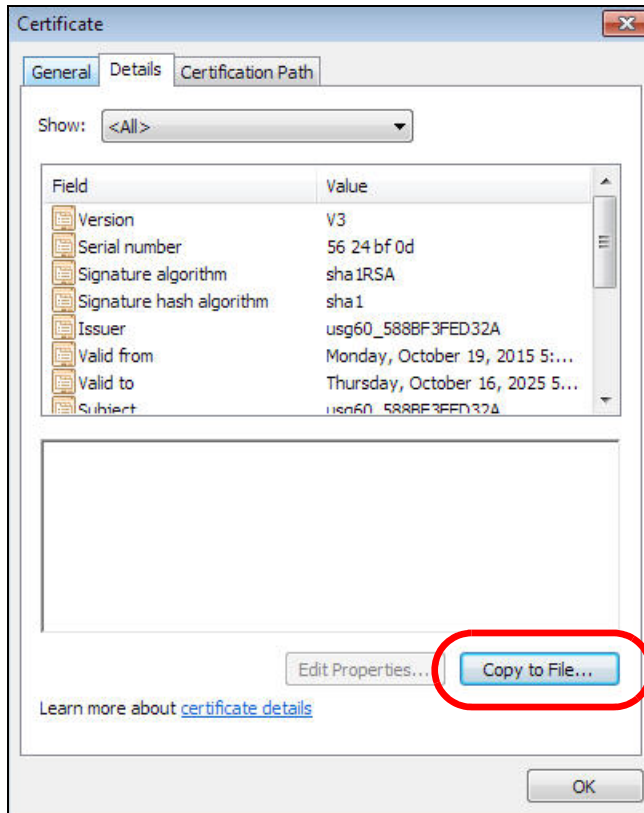 Certificate
General Details Certification Path
Show: <All>
Field Value
Version V3
Serial number 56 24 bf 0d
Signature algorithm sha1RSA
Signature hash algorithm sha1
Issuer usg60_588BF3FED32A
Valid from Monday, October 19, 2015 5:...
Valid to Thursday, October 16, 2025 5...
Subject usg60_588BF3FED32A
Edit Properties... Copy to File...
Learn more about certificate details
OK